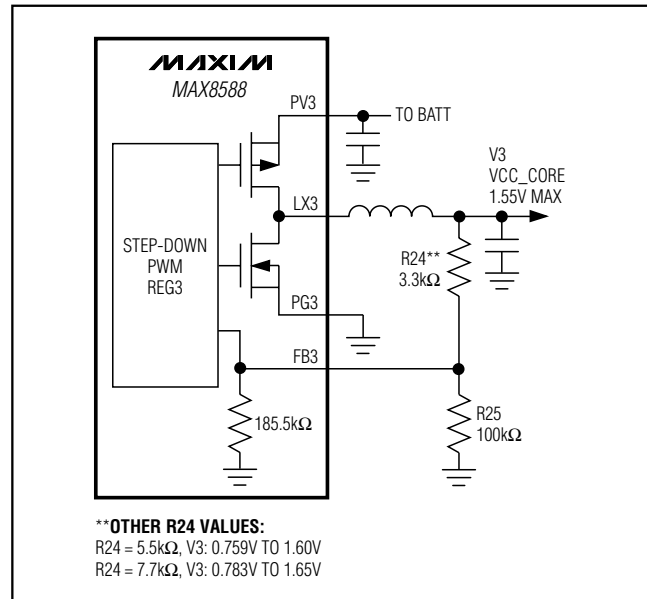 MAXIM
MAX8588
PV3
TO BATT
V3
VCC_CORE
1.55V MAX
LX3
STEP-DOWN
PWM
REG3
R24**
3.3kΩ
PG3
FB3
185.5kΩ
R25
100kΩ
**OTHER R24 VALUES:
R24 = 5.5kΩ, V3: 0.759V TO 1.60V
R24 = 7.7kΩ, V3: 0.783V TO 1.65V